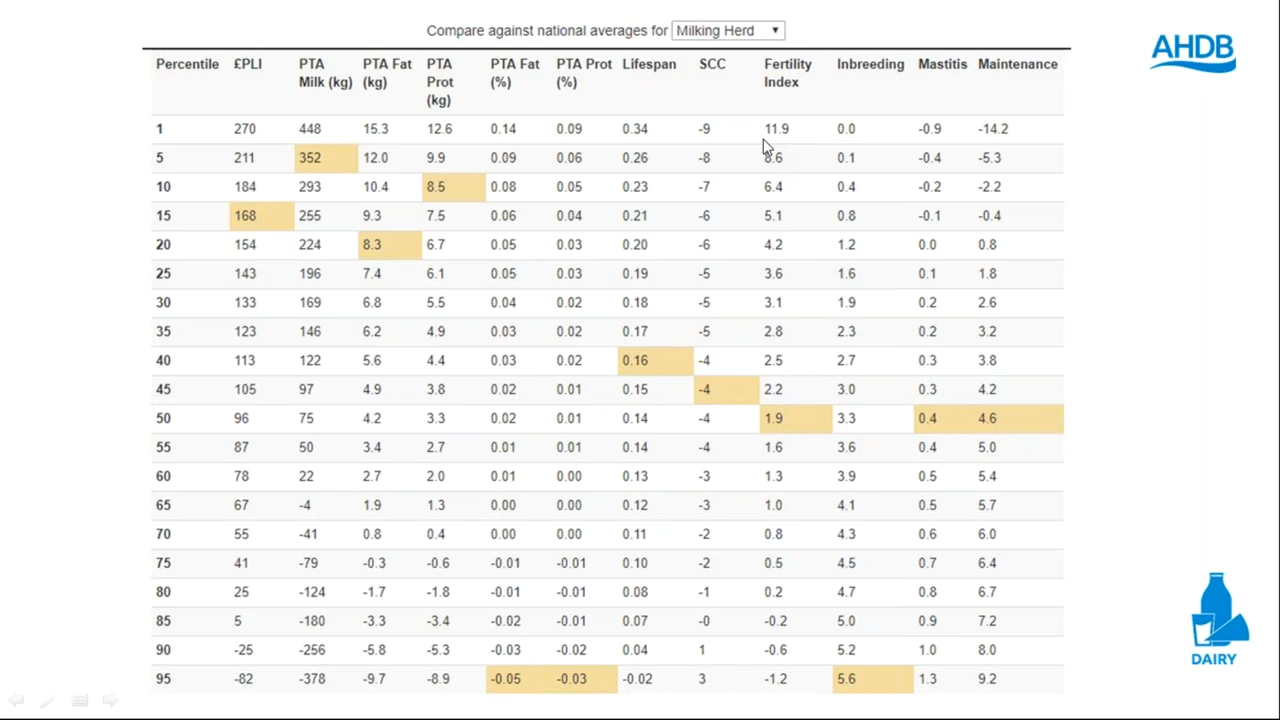 Compare against national averages for Milking Herd
AHDB
Percentile £PLI PTA Milk (kg) PTA Fat (kg) PTA Prot (kg) PTA Fat (%) PTA Prot (%) Lifespan SCC Fertility Index Inbreeding Mastitis Maintenance
1 270 448 15.3 12.6 0.14 0.09 0.34 -9 11.9 0.0 -0.9 -14.2
5 211 352 12.0 9.9 0.09 0.06 0.26 -8 8.6 0.1 -0.4 -5.3
10 184 293 10.4 8.5 0.08 0.05 0.23 -7 6.4 0.4 -0.2 -2.2
15 168 255 9.3 7.5 0.06 0.04 0.21 -6 5.1 0.8 -0.1 -0.4
20 154 224 8.3 6.7 0.05 0.03 0.20 -6 4.2 1.2 0.0 0.8
25 143 196 7.4 6.1 0.05 0.03 0.19 -5 3.6 1.6 0.1 1.8
30 133 169 6.8 5.5 0.04 0.02 0.18 -5 3.1 1.9 0.2 2.6
35 123 146 6.2 4.9 0.03 0.02 0.17 -5 2.8 2.3 0.2 3.2
40 113 122 5.6 4.4 0.03 0.02 0.16 -4 2.5 2.7 0.3 3.8
45 105 97 4.9 3.8 0.02 0.01 0.15 -4 2.2 3.0 0.3 4.2
50 96 75 4.2 3.3 0.02 0.01 0.14 -4 1.9 3.3 0.4 4.6
55 87 50 3.4 2.7 0.01 0.01 0.14 -4 1.6 3.6 0.4 5.0
60 78 22 2.7 2.0 0.01 0.00 0.13 -3 1.3 3.9 0.5 5.4
65 67 -4 1.9 1.3 0.00 0.00 0.12 -3 1.0 4.1 0.5 5.7
70 55 -41 0.8 0.4 0.00 0.00 0.11 -2 0.8 4.3 0.6 6.0
75 41 -79 -0.3 -0.6 -0.01 -0.01 0.10 -2 0.5 4.5 0.7 6.4
80 25 -124 -1.7 -1.8 -0.01 -0.01 0.08 -1 0.2 4.7 0.8 6.7
85 5 -180 -3.3 -3.4 -0.02 -0.01 0.07 -0 -0.2 5.0 0.9 7.2
90 -25 -256 -5.8 -5.3 -0.03 -0.02 0.04 1 -0.6 5.2 1.0 8.0
95 -82 -378 -9.7 -8.9 -0.05 -0.03 -0.02 3 -1.2 5.6 1.3 9.2
DAIRY